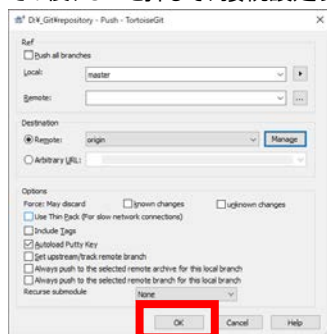 D:¥_Git¥repository - Push - TortoiseGit
Ref
Push all branches
Local: master
Remote:
Destination
Remote: origin Manage
Arbitrary URL:
Options
Force: May discard known changes unknown changes
Use Thin Pack (For slow network connections)
Include Tags
Autoload Putty Key
Set upstream/track remote branch
Always push to the selected remote archive for this local branch
Always push to the selected remote branch for this local branch
Recurse submodule None
OK Cancel Help